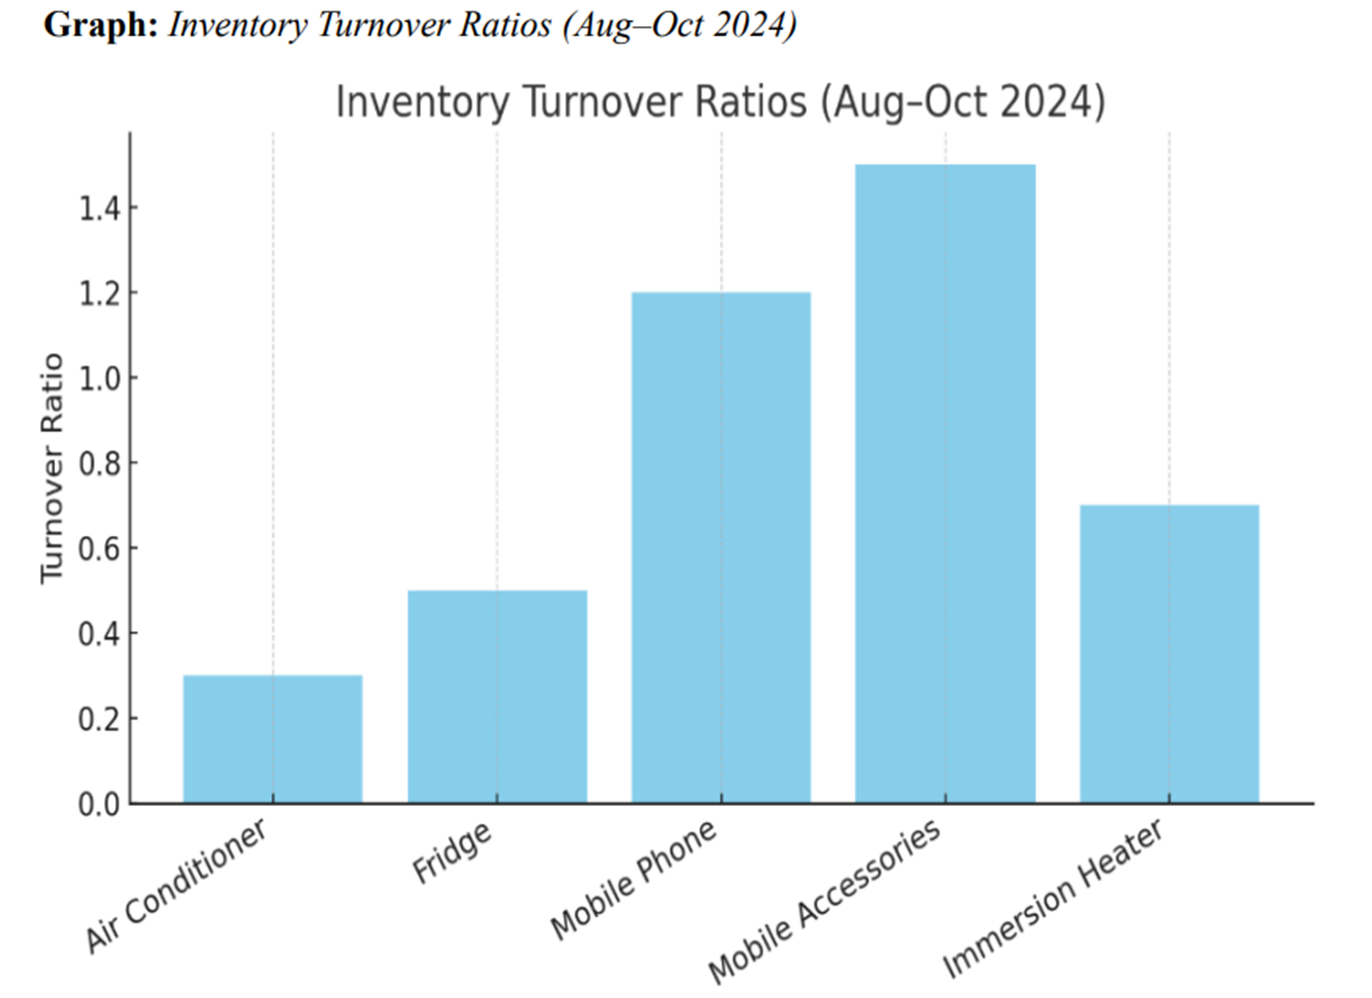 Graph: Inventory Turnover Ratios (Aug–Oct 2024)
Inventory Turnover Ratios (Aug–Oct 2024)
Turnover Ratio
1.4
1.2
1.0
0.8
0.6
0.4
0.2
0.0
Air Conditioner
Fridge
Mobile Phone
Mobile Accessories
Immersion Heater